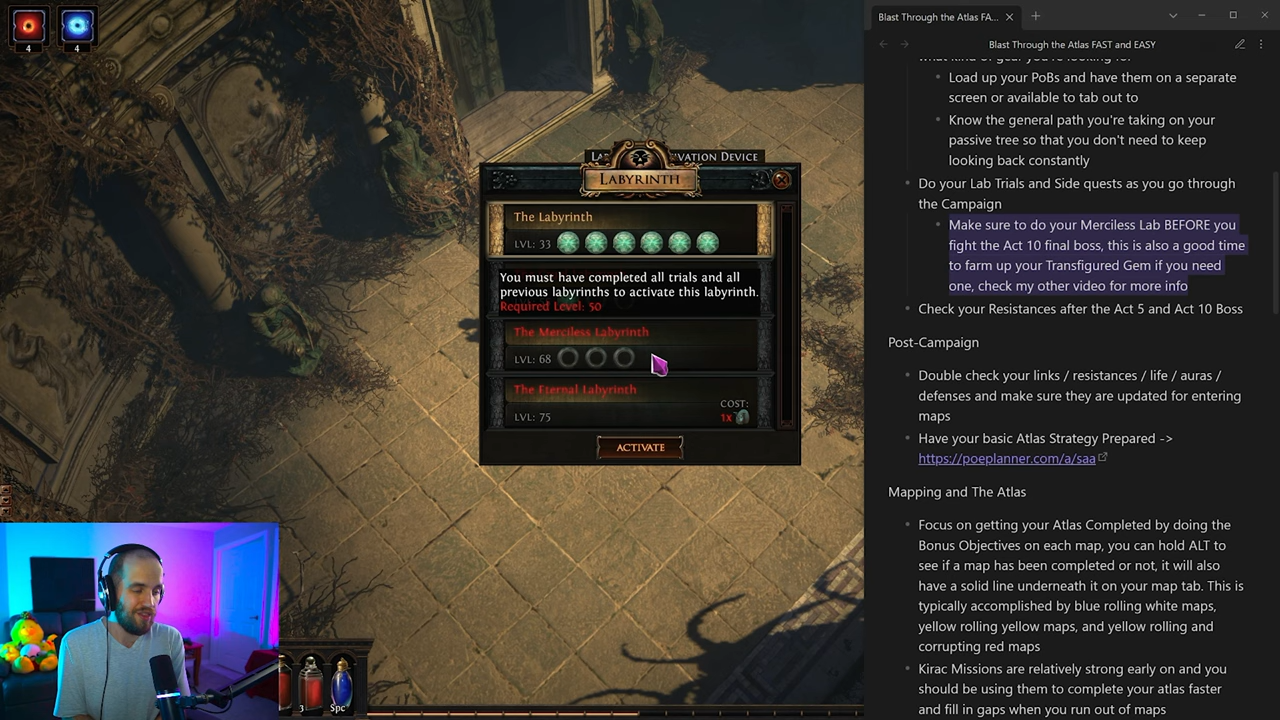 4
4
LABYRINTH
The Labyrinth
LVL: 33
You must have completed all trials and all
previous labyrinths to activate this labyrinth.
Required Level: 50
The Merciless Labyrinth
LVL: 68
The Eternal Labyrinth
LVL: 75
COST:
1x
ACTIVATE
3
Spc
Blast Through the Atlas FA...
Blast Through the Atlas FAST and EASY
what kind of gear you're looking for
Load up your PoBs and have them on a separate
screen or available to tab out to
Know the general path you're taking on your
passive tree so that you don't need to keep
looking back constantly
Do your Lab Trials and Side quests as you go through
the Campaign
Make sure to do your Merciless Lab BEFORE you
fight the Act 10 final boss, this is also a good time
to farm up your Transfigured Gem if you need
one, check my other video for more info
Check your Resistances after the Act 5 and Act 10 Boss
Post-Campaign
Double check your links / resistances / life / auras /
defenses and make sure they are updated for entering
maps
Have your basic Atlas Strategy Prepared ->
https://poeplanner.com/a/saa
Mapping and The Atlas
Focus on getting your Atlas Completed by doing the
Bonus Objectives on each map, you can hold ALT to
see if a map has been completed or not, it will also
have a solid line underneath it on your map tab. This is
typically accomplished by blue rolling white maps,
yellow rolling yellow maps, and yellow rolling and
corrupting red maps
Kirac Missions are relatively strong early on and you
should be using them to complete your atlas faster
and fill in gaps when you run out of maps